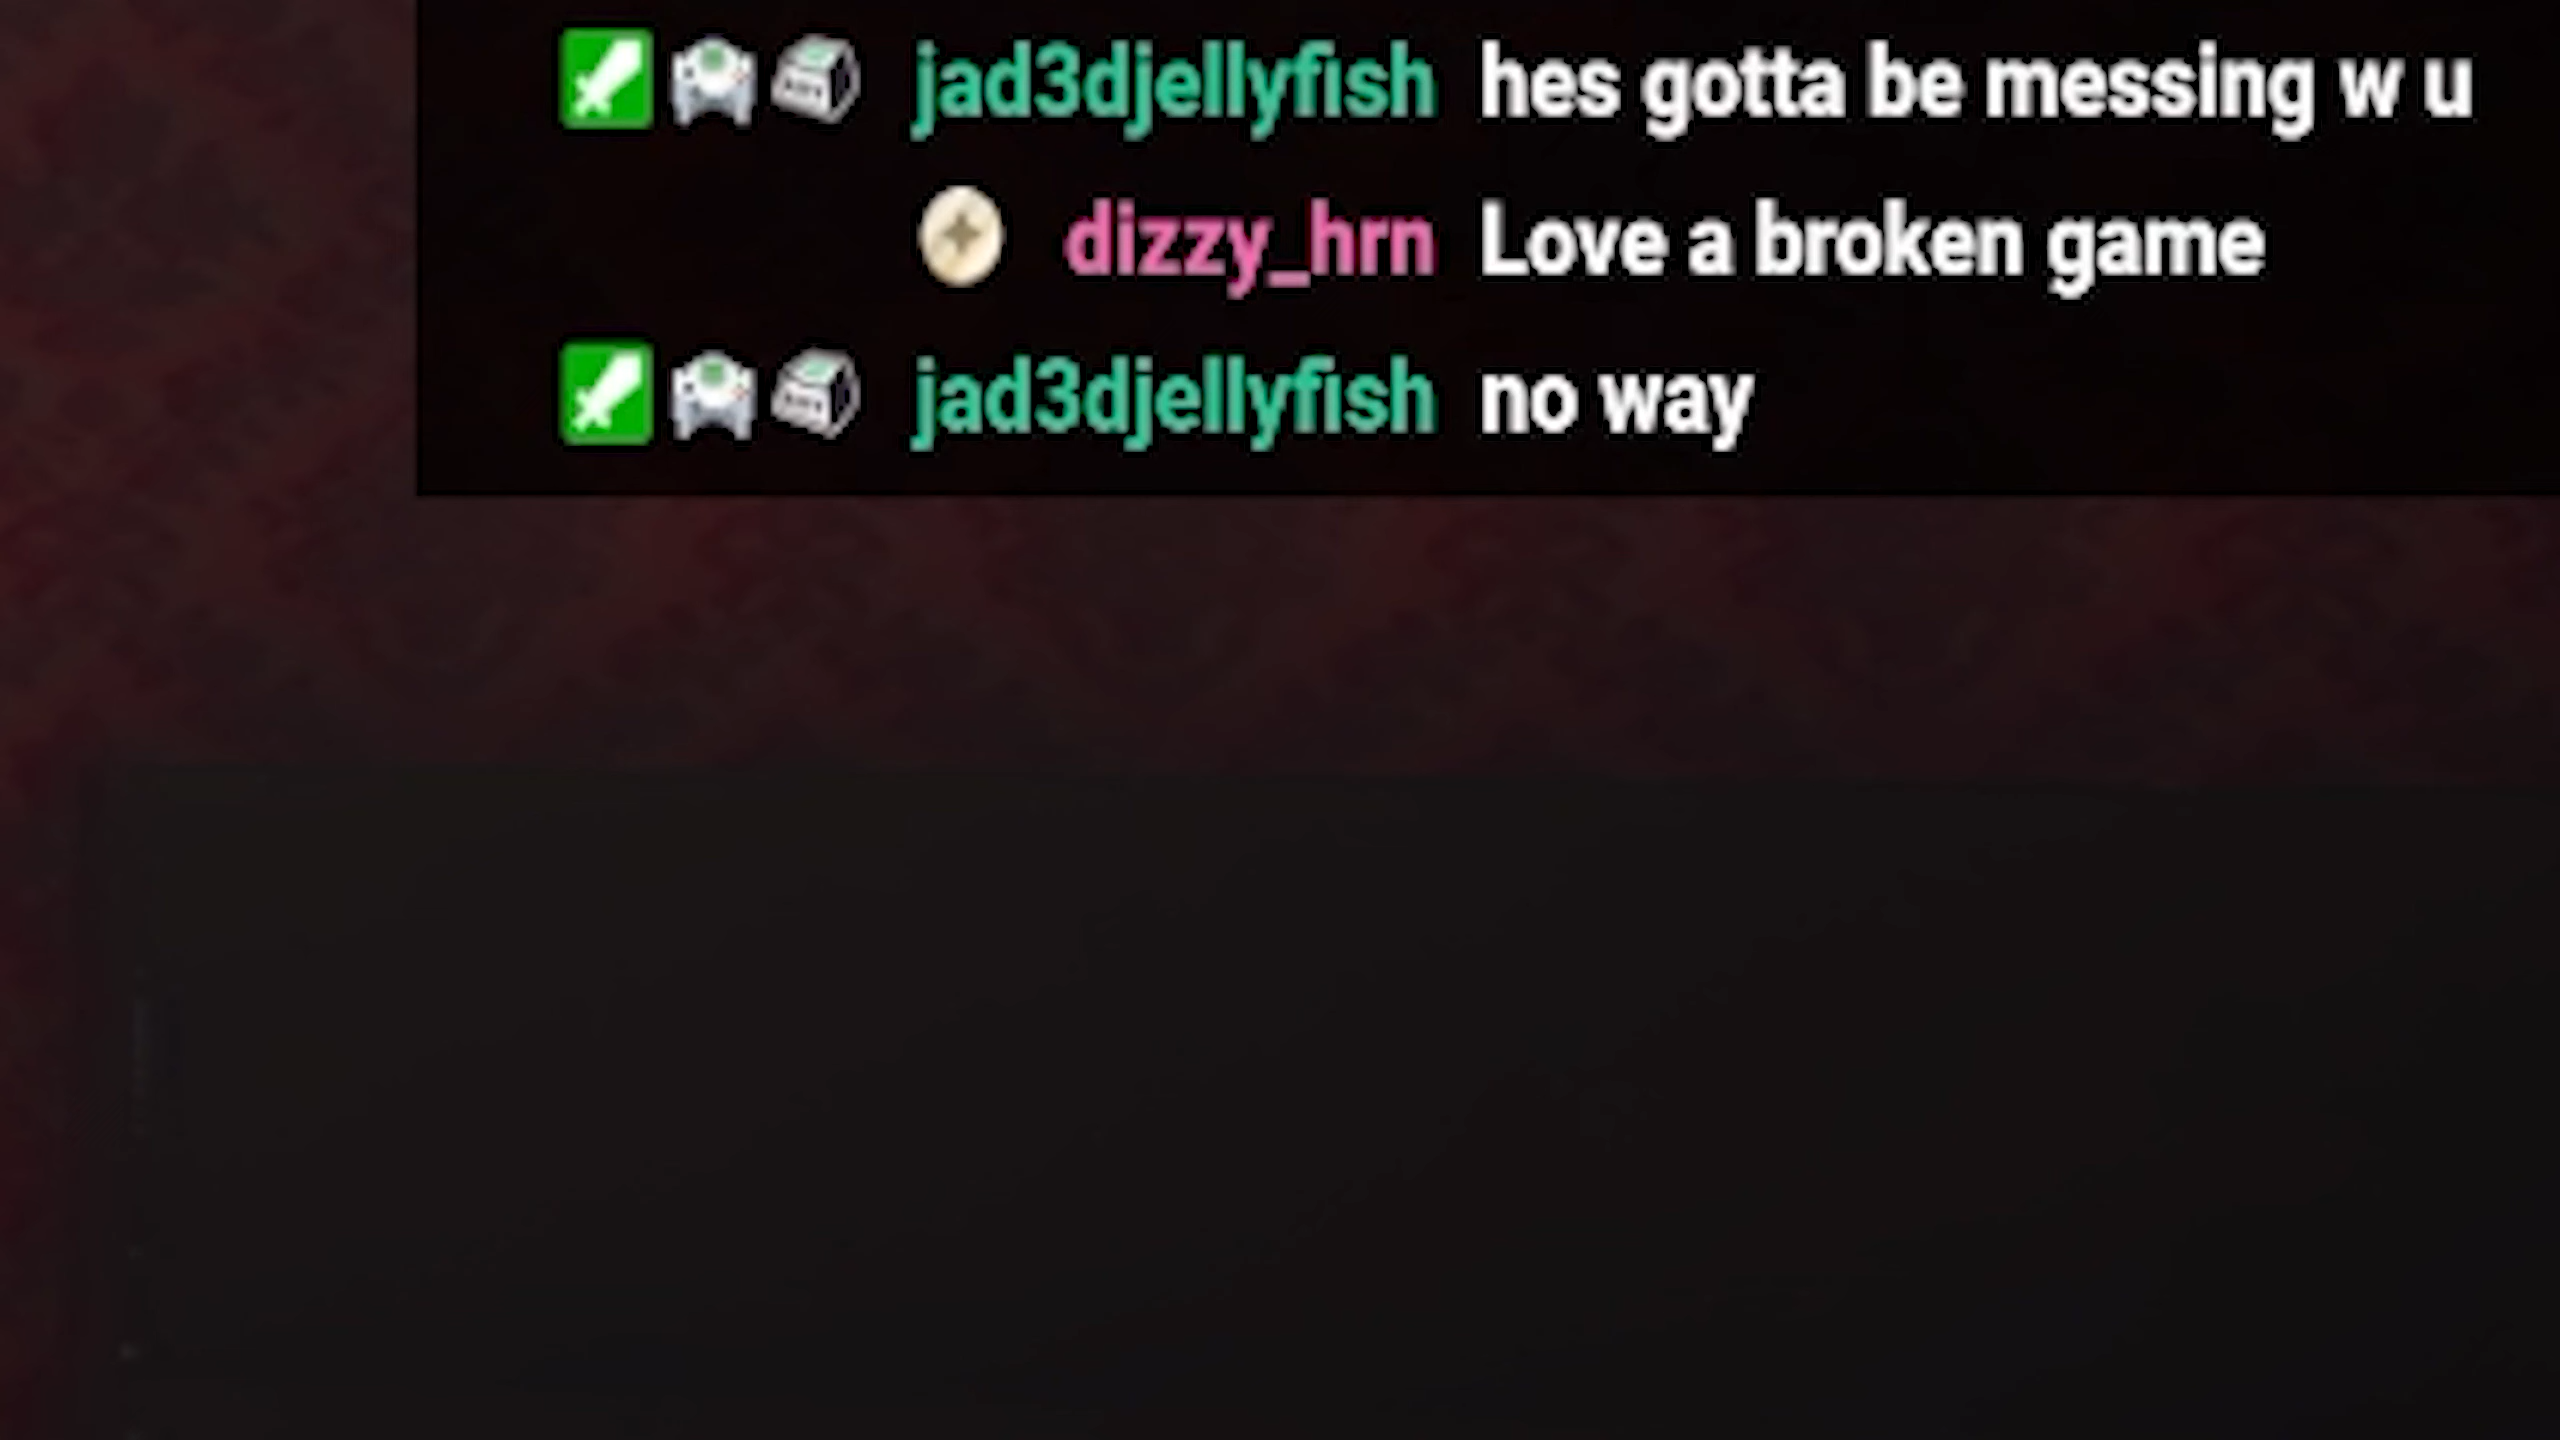 jad3djellyfish hes gotta be messing w u
dizzy_hrn Love a broken game
jad3djellyfish no way